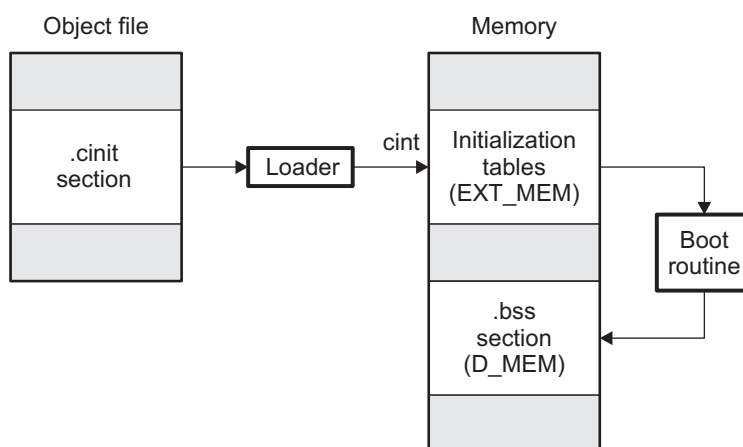 Object file
Memory
.cinit
section
Loader
cint
Initialization
tables
(EXT_MEM)
Boot
routine
.bss
section
(D_MEM)